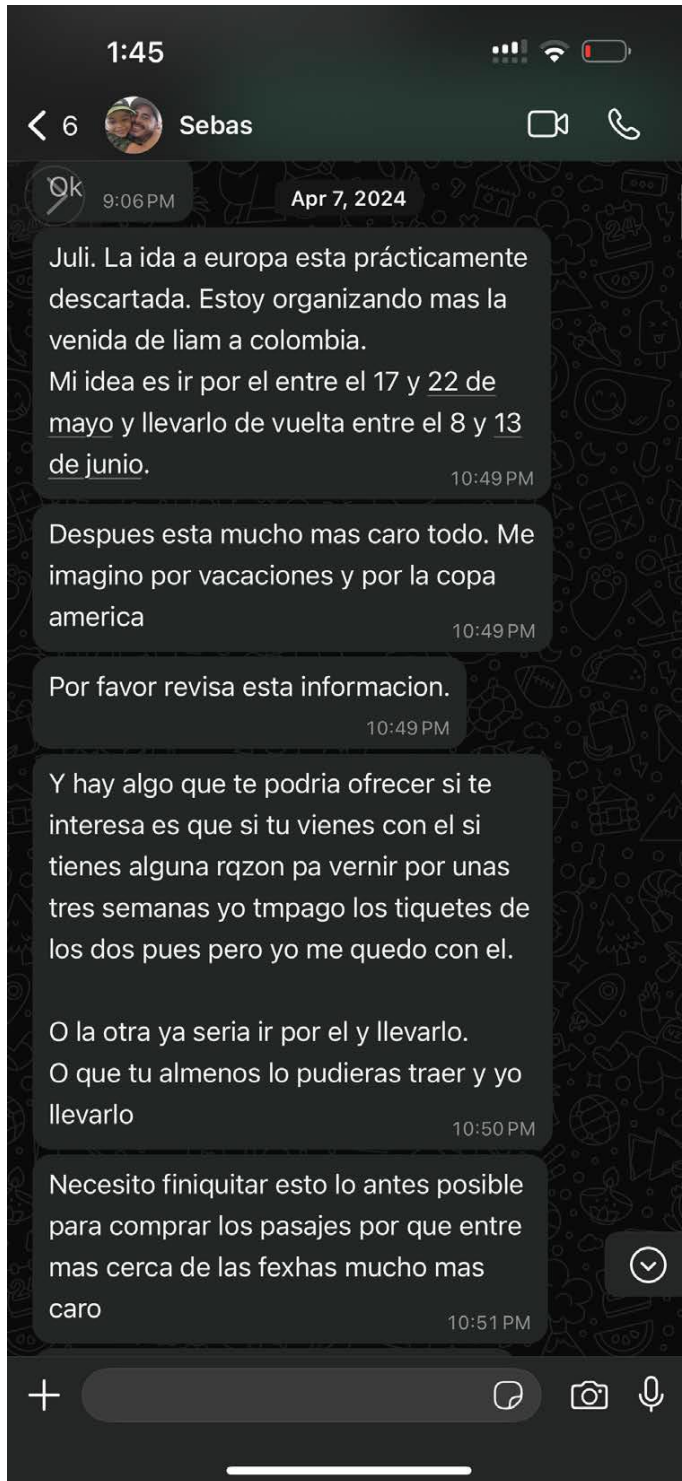 1:45
6
Sebas
Ok
9:06 PM
Apr 7, 2024
Juli. La ida a europa esta prácticamente
descartada. Estoy organizando mas la
venida de liam a colombia.
Mi idea es ir por el entre el 17 y 22 de
mayo y llevarlo de vuelta entre el 8 y 13
de junio.
10:49 PM
Despues esta mucho mas caro todo. Me
imagino por vacaciones y por la copa
america
10:49 PM
Por favor revisa esta informacion.
10:49 PM
Y hay algo que te podria ofrecer si te
interesa es que si tu vienes con el si
tienes alguna rqzon pa vernir por unas
tres semanas yo tmpago los tiquetes de
los dos pues pero yo me quedo con el.
O la otra ya seria ir por el y llevarlo.
O que tu almenos lo pudieras traer y yo
llevarlo
10:50 PM
Necesito finiquitar esto lo antes posible
para comprar los pasajes por que entre
mas cerca de las fexhas mucho mas
caro
10:51 PM